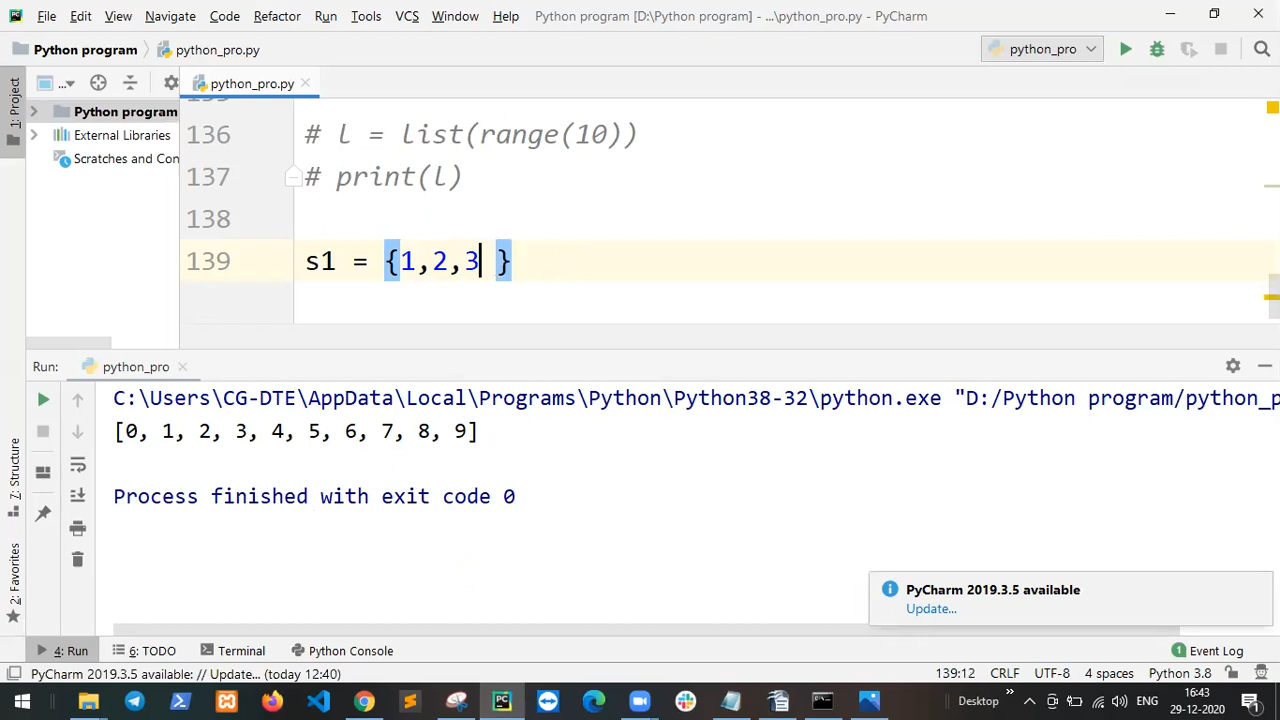 File Edit View Navigate Code Refactor Run Tools VCS Window Help Python program [D:\Python program] - ...\python_pro.py - PyCharm
Python program python_pro.py python_pro
1: Project ... python_pro.py
Python program
External Libraries
Scratches and Con
136 # l = list(range(10))
137 # print(l)
138
139 s1 = {1,2,3 }
Run: python_pro
C:\Users\CG-DTE\AppData\Local\Programs\Python\Python38-32\python.exe "D:/Python program/python_p
[0, 1, 2, 3, 4, 5, 6, 7, 8, 9]
Process finished with exit code 0
Z: Structure
2: Favorites
PyCharm 2019.3.5 available
Update...
4: Run 6: TODO Terminal Python Console 1 Event Log
PyCharm 2019.3.5 available: // Update... (today 12:40) 139:12 CRLF UTF-8 4 spaces Python 3.8
Desktop » ENG 16:43
29-12-2020 1